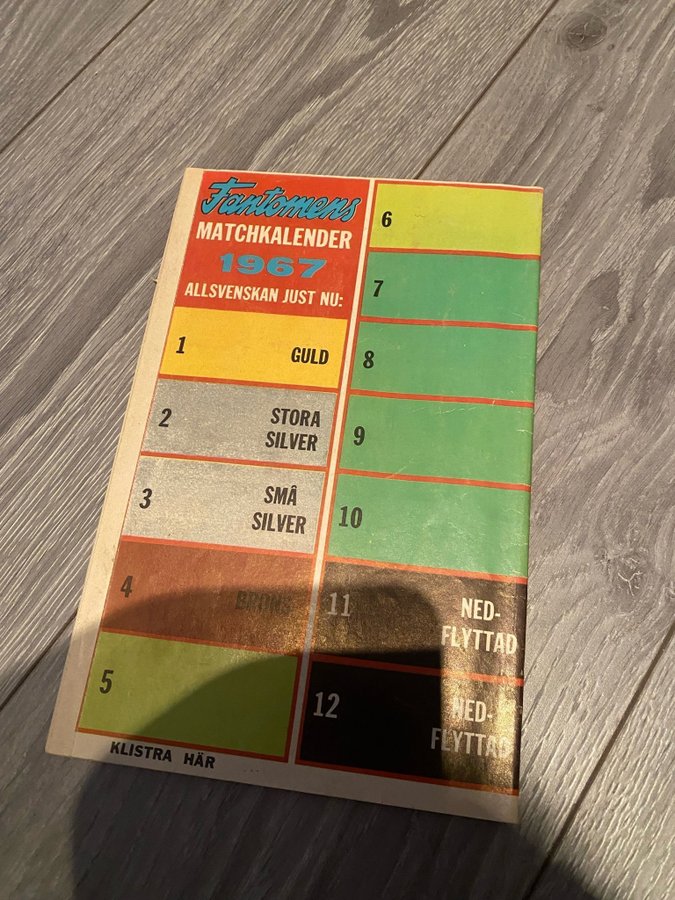 Fantomens
MATCHKALENDER
1967
ALLSVENSKAN JUST NU:
1 GULD
2 STORA
SILVER
3 SMÅ
SILVER
4 BRONS
5
KLISTRA HÄR
6
7
8
9
10
11 NED-
FLYTTAD
12 NED-
FLYTTAD